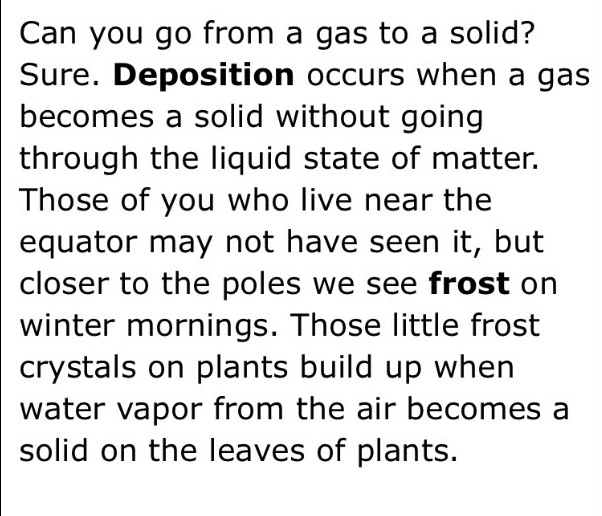 Can you go from a gas to a solid?
Sure. Deposition occurs when a gas
becomes a solid without going
through the liquid state of matter.
Those of you who live near the
equator may not have seen it, but
closer to the poles we see frost on
winter mornings. Those little frost
crystals on plants build up when
water vapor from the air becomes a
solid on the leaves of plants.